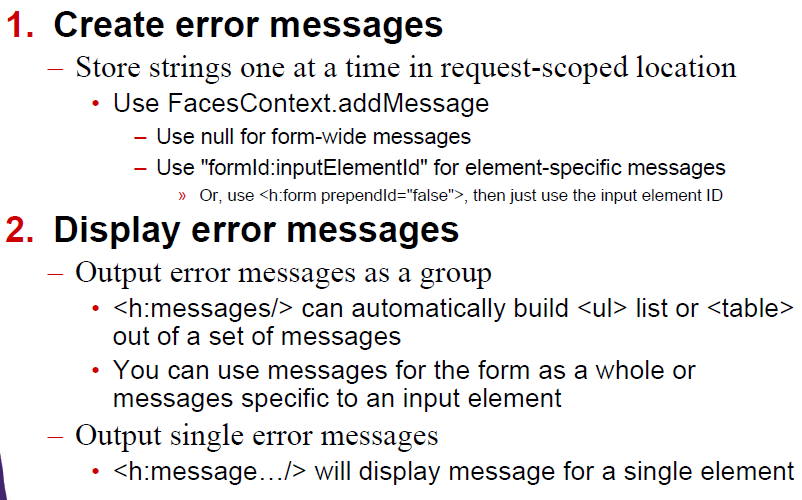 1. Create error messages
– Store strings one at a time in request-scoped location
• Use FacesContext.addMessage
– Use null for form-wide messages
– Use "formId:inputElementId" for element-specific messages
» Or, use <h:form prependId="false">, then just use the input element ID
2. Display error messages
– Output error messages as a group
• <h:messages/> can automatically build <ul> list or <table>
out of a set of messages
• You can use messages for the form as a whole or
messages specific to an input element
– Output single error messages
• <h:message…/> will display message for a single element